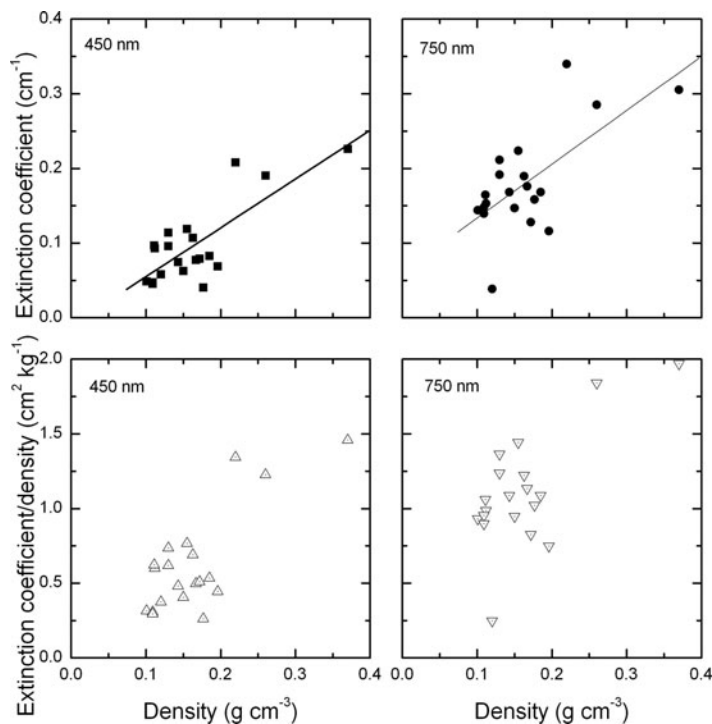 450 nm
750 nm
Extinction coefficient (cm⁻¹)
0.4
0.3
0.2
0.1
0.0
450 nm
750 nm
Extinction coefficient/density (cm² kg⁻¹)
2.0
1.5
1.0
0.5
0.0
0.0 0.1 0.2 0.3 0.4
0.0 0.1 0.2 0.3 0.4
Density (g cm⁻³)
Density (g cm⁻³)